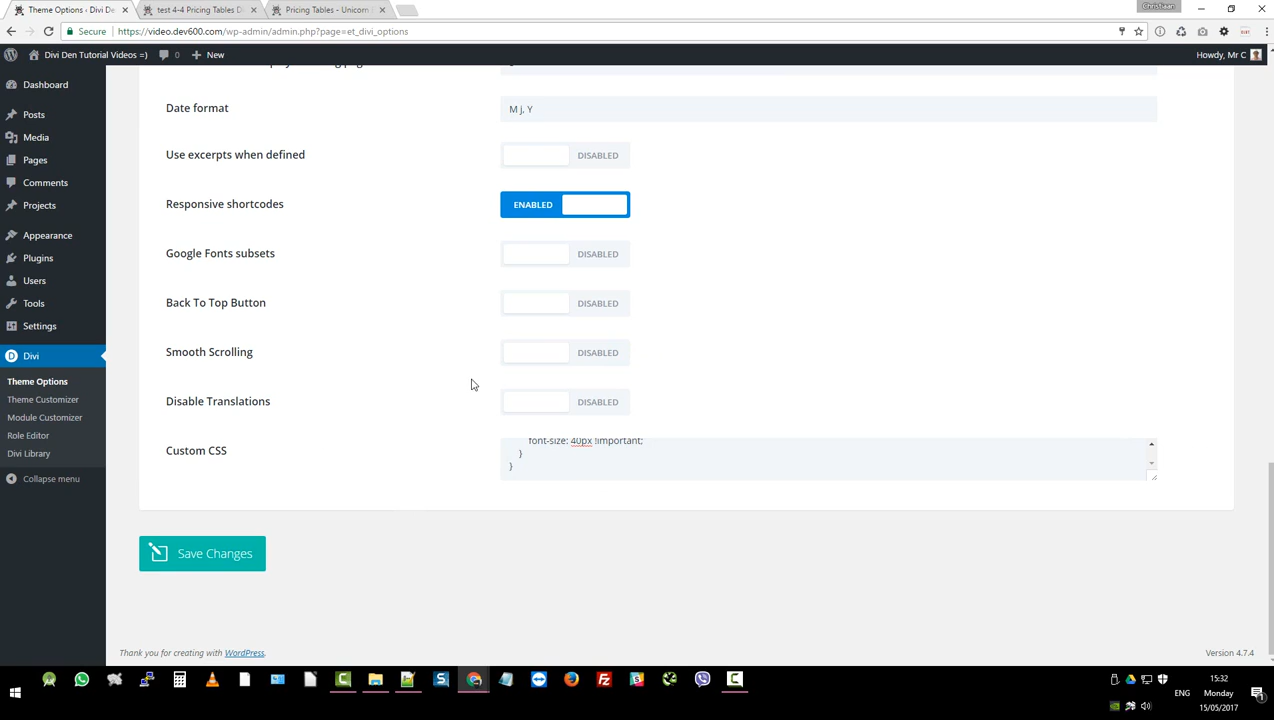 Christiaan
Theme Options ‹ Divi De
test 4-4 Pricing Tables D
Pricing Tables - Unicorn
Secure
https://video.dev600.com/wp-admin/admin.php?page=et_divi_options
Divi Den Tutorial Videos =)
0
+ New
Howdy, Mr C
Dashboard
Posts
Media
Pages
Comments
Projects
Appearance
Plugins
Users
Tools
Settings
Divi
Theme Options
Theme Customizer
Module Customizer
Role Editor
Divi Library
Collapse menu
Date format
M j, Y
Use excerpts when defined
DISABLED
Responsive shortcodes
ENABLED
Google Fonts subsets
DISABLED
Back To Top Button
DISABLED
Smooth Scrolling
DISABLED
Disable Translations
DISABLED
Custom CSS
font-size: 40px !important;
}
}
Save Changes
Thank you for creating with WordPress.
Version 4.7.4
15:32
ENG
Monday
15/05/2017